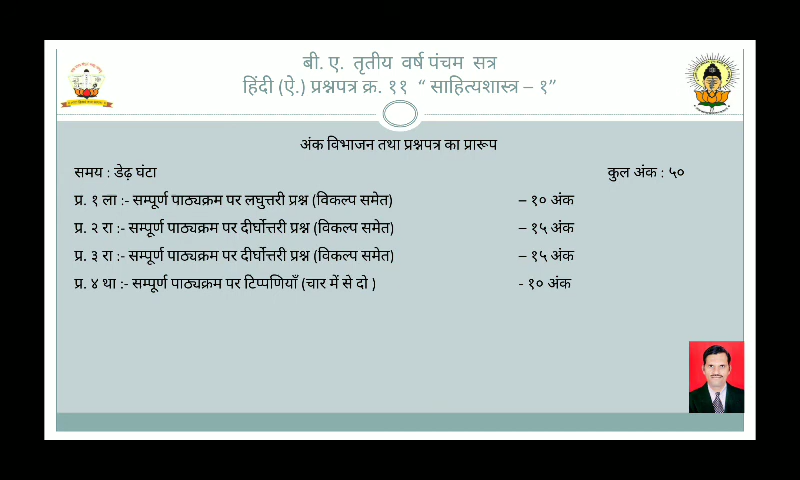 बी. ए. तृतीय वर्ष पंचम सत्र
हिंदी (ऐ.) प्रश्नपत्र क्र. ११ “ साहित्यशास्त्र – १”
अंक विभाजन तथा प्रश्नपत्र का प्रारूप
समय : डेढ़ घंटा कुल अंक : ५०
प्र. १ ला :- सम्पूर्ण पाठ्यक्रम पर लघुत्तरी प्रश्न (विकल्प समेत) – १० अंक
प्र. २ रा :- सम्पूर्ण पाठ्यक्रम पर दीर्घोत्तरी प्रश्न (विकल्प समेत) – १५ अंक
प्र. ३ रा :- सम्पूर्ण पाठ्यक्रम पर दीर्घोत्तरी प्रश्न (विकल्प समेत) – १५ अंक
प्र. ४ था :- सम्पूर्ण पाठ्यक्रम पर टिप्पणियाँ (चार में से दो ) - १० अंक